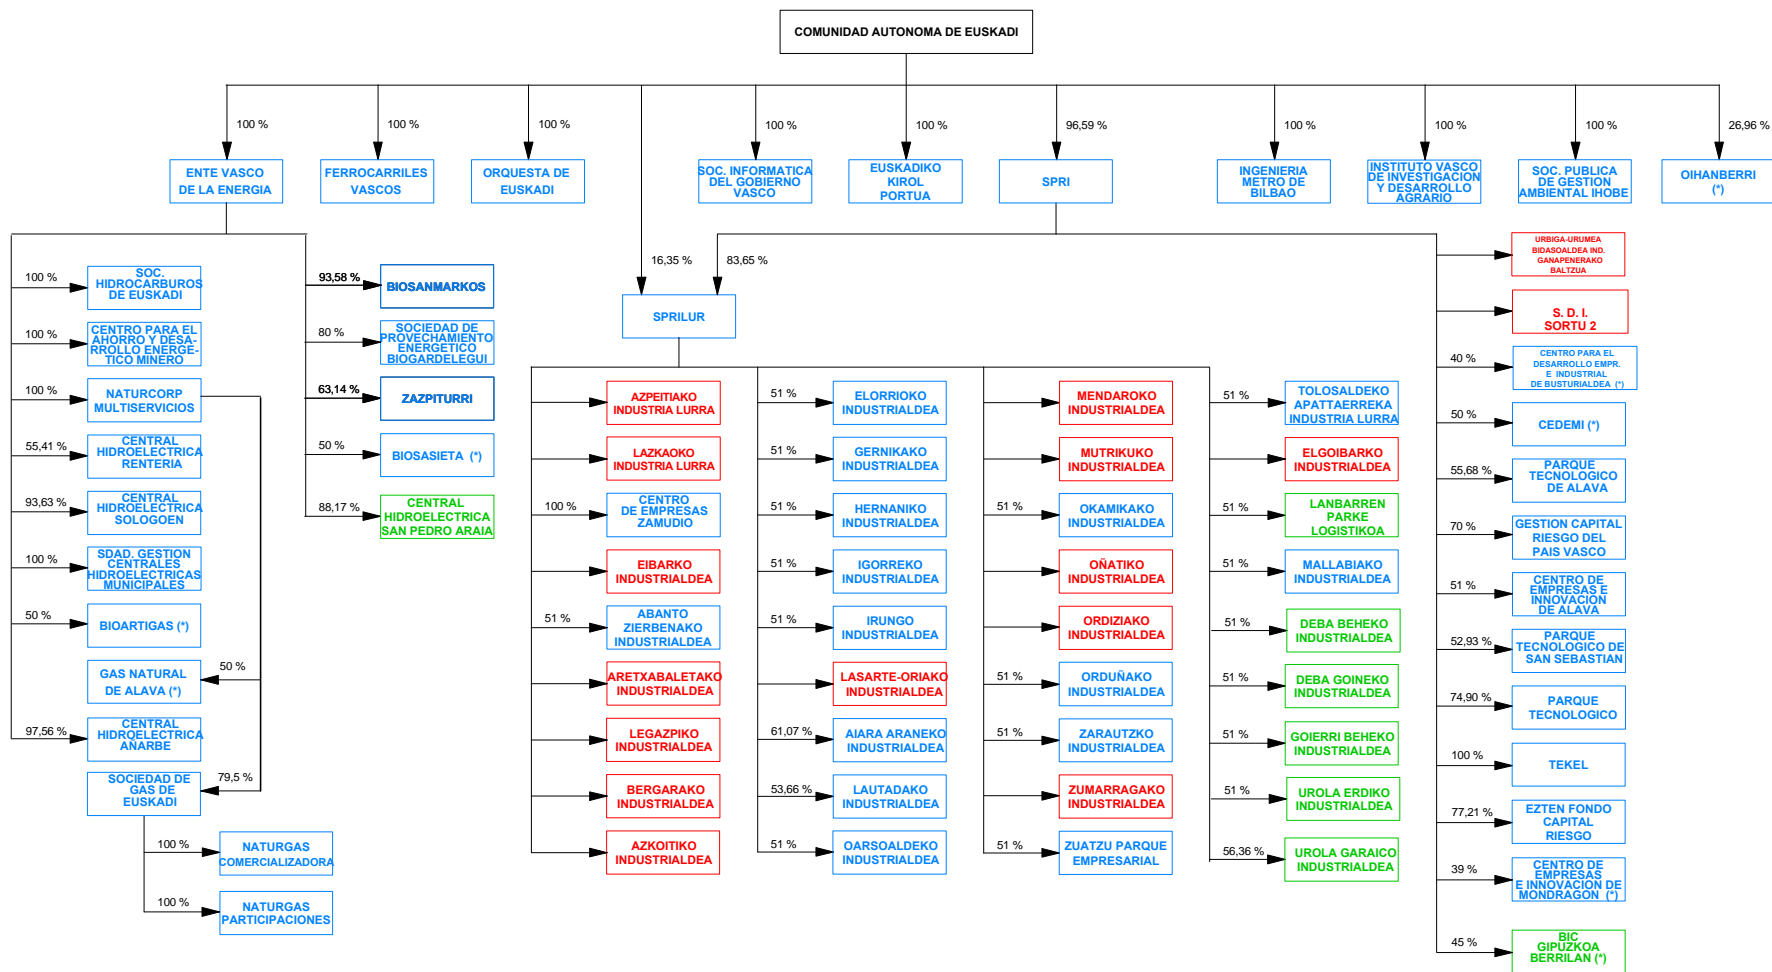 COMUNIDAD AUTONOMA DE EUSKADI
100 %
100 %
100 %
100 %
100 %
96,59 %
100 %
100 %
100 %
26,96 %
ENTE VASCO
DE LA ENERGIA
FERROCARRILES
VASCOS
ORQUESTA DE
EUSKADI
SOC. INFORMATICA
DEL GOBIERNO
VASCO
EUSKADIKO
KIROL
PORTUA
SPRI
INGENIERIA
METRO DE
BILBAO
INSTITUTO VASCO
DE INVESTIGACION
Y DESARROLLO
AGRARIO
SOC. PUBLICA
DE GESTION
AMBIENTAL IHOBE
OIHANBERRI
(*)
100 %
SOC.
HIDROCARBUROS
DE EUSKADI
100 %
CENTRO PARA EL
AHORRO Y DESA-
RROLLO ENERGE-
TICO MINERO
100 %
NATURCORP
MULTISERVICIOS
55,41 %
CENTRAL
HIDROELECTRICA
RENTERIA
93,63 %
CENTRAL
HIDROELECTRICA
SOLOGOEN
100 %
SDAD. GESTION
CENTRALES
HIDROELECTRICAS
MUNICIPALES
50 %
BIOARTIGAS (*)
50 %
GAS NATURAL
DE ALAVA (*)
97,56 %
CENTRAL
HIDROELECTRICA
AÑARBE
79,5 %
SOCIEDAD DE
GAS DE
EUSKADI
100 %
NATURGAS
COMERCIALIZADORA
100 %
NATURGAS
PARTICIPACIONES
93,58 %
BIOSANMARKOS
80 %
SOCIEDAD DE
PROVECHAMIENTO
ENERGETICO
BIOGARDELEGUI
63,14 %
ZAZPITURRI
50 %
BIOSASIETA (*)
88,17 %
CENTRAL
HIDROELECTRICA
SAN PEDRO ARAIA
16,35 %
83,65 %
SPRILUR
AZPEITIAKO
INDUSTRIA LURRA
LAZKAOKO
INDUSTRIA LURRA
100 %
CENTRO
DE EMPRESAS
ZAMUDIO
EIBARKO
INDUSTRIALDEA
51 %
ABANTO
ZIERBENAKO
INDUSTRIALDEA
ARETXABALETAKO
INDUSTRIALDEA
LEGAZPIKO
INDUSTRIALDEA
BERGARAKO
INDUSTRIALDEA
AZKOITIKO
INDUSTRIALDEA
51 %
ELORRIOKO
INDUSTRIALDEA
51 %
GERNIKAKO
INDUSTRIALDEA
51 %
HERNANIKO
INDUSTRIALDEA
51 %
IGORREKO
INDUSTRIALDEA
51 %
IRUNGO
INDUSTRIALDEA
LASARTE-ORIAKO
INDUSTRIALDEA
61,07 %
AIARA ARANEKO
INDUSTRIALDEA
53,66 %
LAUTADAKO
INDUSTRIALDEA
51 %
OARSOALDEKO
INDUSTRIALDEA
MENDAROKO
INDUSTRIALDEA
MUTRIKUKO
INDUSTRIALDEA
51 %
OKAMIKAKO
INDUSTRIALDEA
OÑATIKO
INDUSTRIALDEA
ORDIZIAKO
INDUSTRIALDEA
51 %
ORDUÑAKO
INDUSTRIALDEA
51 %
ZARAUTZKO
INDUSTRIALDEA
ZUMARRAGAKO
INDUSTRIALDEA
51 %
ZUATZU PARQUE
EMPRESARIAL
51 %
TOLOSALDEKO
APATTAERREKA
INDUSTRIA LURRA
ELGOIBARKO
INDUSTRIALDEA
51 %
LANBARREN
PARKE
LOGISTIKOA
51 %
MALLABIAKO
INDUSTRIALDEA
51 %
DEBA BEHEKO
INDUSTRIALDEA
51 %
DEBA GOINEKO
INDUSTRIALDEA
51 %
GOIERRI BEHEKO
INDUSTRIALDEA
51 %
UROLA ERDIKO
INDUSTRIALDEA
56,36 %
UROLA GARAICO
INDUSTRIALDEA
URBIGA-URUMEA
BIDASOALDEA IND.
GANAPENERAKO
BALTZUA
S. D. I.
SORTU 2
40 %
CENTRO PARA EL
DESARROLLO EMPR.
E INDUSTRIAL
DE BUSTURIALDEA (*)
50 %
CEDEMI (*)
55,68 %
PARQUE
TECNOLOGICO
DE ALAVA
70 %
GESTION CAPITAL
RIESGO DEL
PAIS VASCO
51 %
CENTRO DE
EMPRESAS E
INNOVACION
DE ALAVA
52,93 %
PARQUE
TECNOLOGICO DE
SAN SEBASTIAN
74,90 %
PARQUE
TECNOLOGICO
100 %
TEKEL
77,21 %
EZTEN FONDO
CAPITAL
RIESGO
39 %
CENTRO DE
EMPRESAS
E INNOVACION DE
MONDRAGON (*)
45 %
BIC
GIPUZKOA
BERRILAN (*)